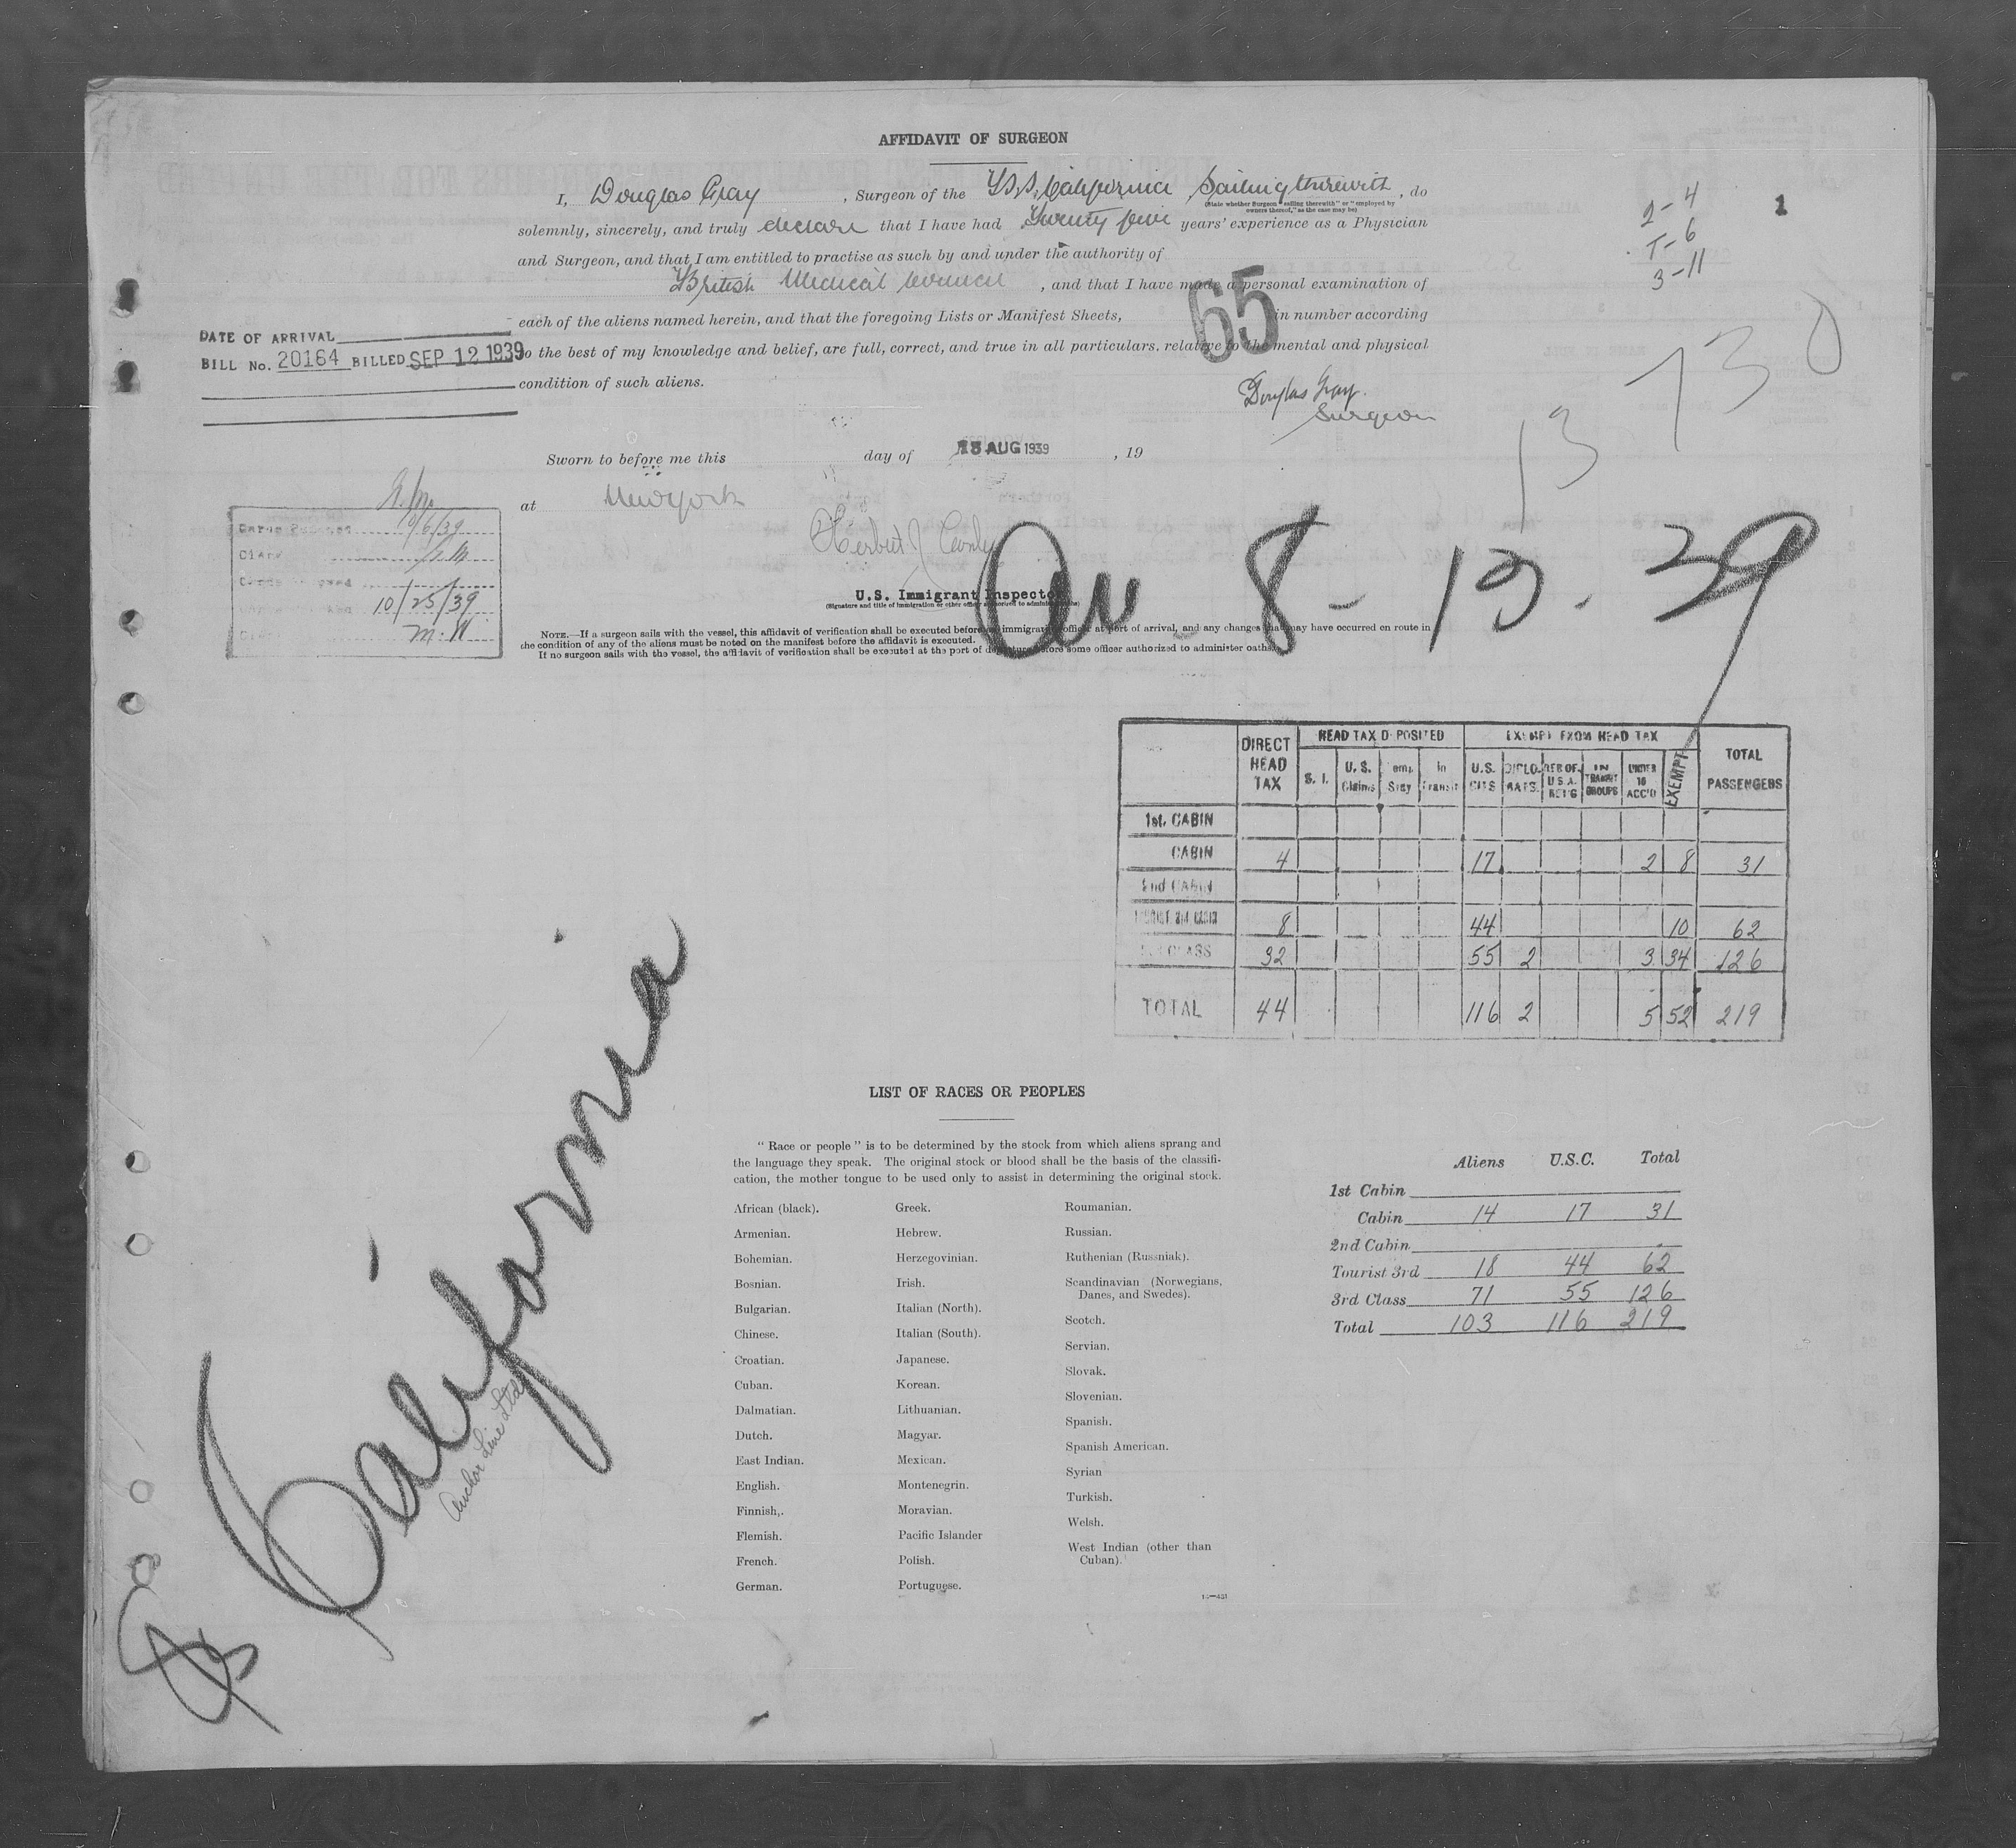 AFFIDAVIT OF SURGEON
I, Douglas Gray, Surgeon of the T.S.S. California Sailing therewith, do
(State whether Surgeon "sailing therewith" or "employed by
owners thereof," as the case may be)
solemnly, sincerely, and truly declare that I have had Twenty five years' experience as a Physician
and Surgeon, and that I am entitled to practise as such by and under the authority of
British Medical Council, and that I have made a personal examination of
each of the aliens named herein, and that the foregoing Lists or Manifest Sheets, in number according
to the best of my knowledge and belief, are full, correct, and true in all particulars, relative to the mental and physical
condition of such aliens.
65
2-4
T-6
3-11
1
DATE OF ARRIVAL
BILL No. 20164 BILLED SEP 12 1939
Douglas Gray.
Surgeon
13 730
Sworn to before me this day of AUG 1939, 19
at New York
U.S. Immigrant Inspector
(Signature and title of immigration or other officer authorized to administer oaths)
10/6/39
10/25/39
M.W
Arr - 8 - 13 - 39
NOTE.—If a surgeon sails with the vessel, this affidavit of verification shall be executed before an immigration officer at port of arrival, and any changes that may have occurred on route in
the condition of any of the aliens must be noted on the manifest before the affidavit is executed.
If no surgeon sails with the vessel, the affidavit of verification shall be executed at the port of departure before some officer authorized to administer oaths.
DIRECT HEAD TAX HEAD TAX DEPOSITED EXEMPT FROM HEAD TAX TOTAL PASSENGERS
S. I. U. S. Claims Temp. Stay In Transit U.S. CITS DIPLO-MATS. RES OF. U.S.A. RET'G IN TRANSIT GROUPS UNDER 16 ACC'D EXEMPT
1st. CABIN
CABIN 4 17 2 8 31
2nd CABIN
TOURIST 3rd CABIN 8 44 10 62
3rd CLASS 32 55 2 3 34 126
TOTAL 44 116 2 5 52 219
SS California
Anchor Line Ltd
LIST OF RACES OR PEOPLES
"Race or people" is to be determined by the stock from which aliens sprang and
the language they speak. The original stock or blood shall be the basis of the classifi-
cation, the mother tongue to be used only to assist in determining the original stock.
African (black).
Armenian.
Bohemian.
Bosnian.
Bulgarian.
Chinese.
Croatian.
Cuban.
Dalmatian.
Dutch.
East Indian.
English.
Finnish,.
Flemish.
French.
German.
Greek.
Hebrew.
Herzegovinian.
Irish.
Italian (North).
Italian (South).
Japanese.
Korean.
Lithuanian.
Magyar.
Mexican.
Montenegrin.
Moravian.
Pacific Islander
Polish.
Portuguese.
Roumanian.
Russian.
Ruthenian (Russniak).
Scandinavian (Norwegians,
Danes, and Swedes).
Scotch.
Servian.
Slovak.
Slovenian.
Spanish.
Spanish American.
Syrian
Turkish.
Welsh.
West Indian (other than
Cuban).
Aliens U.S.C. Total
1st Cabin
Cabin 14 17 31
2nd Cabin
Tourist 3rd 18 44 62
3rd Class 71 55 126
Total 103 116 219